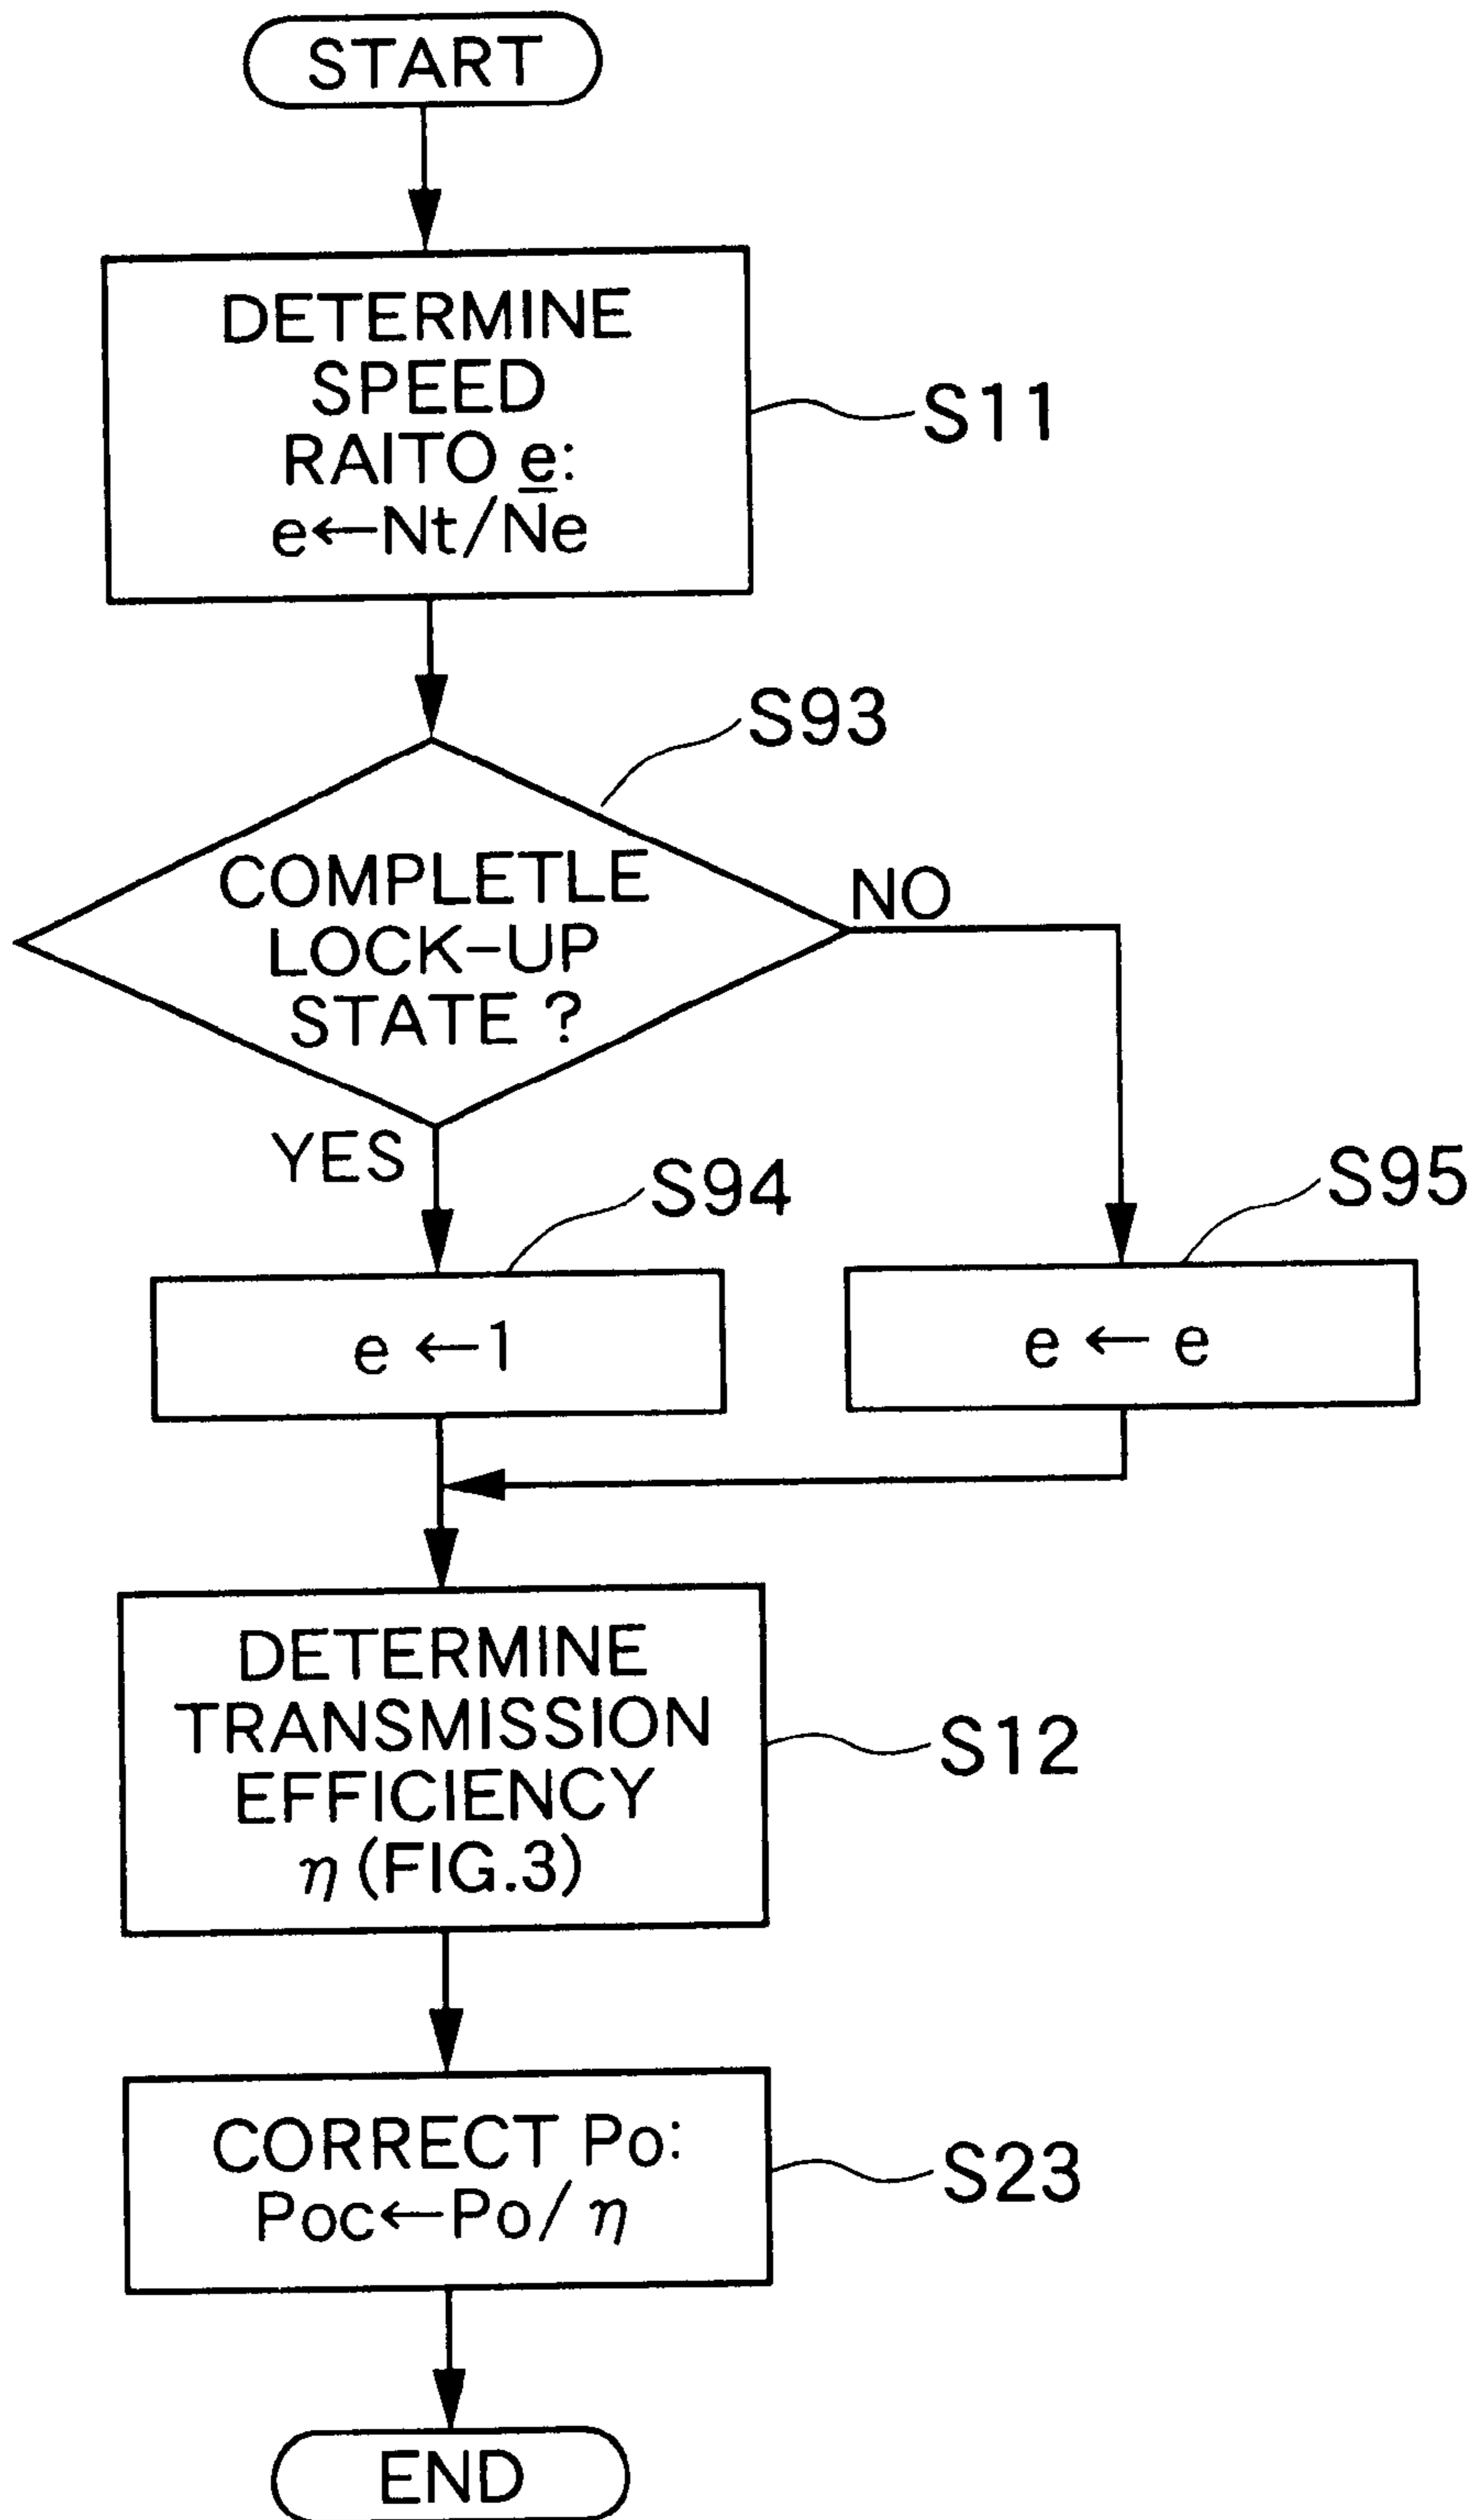 START
DETERMINE
SPEED
RAITO e:
e←Nt/Ne
S11
S93
COMPLETLE
LOCK-UP
STATE ?
NO
YES
S94
e ← 1
S95
e ← e
DETERMINE
TRANSMISSION
EFFICIENCY
η (FIG.3)
S12
CORRECT Po:
Poc←Po/η
S23
END